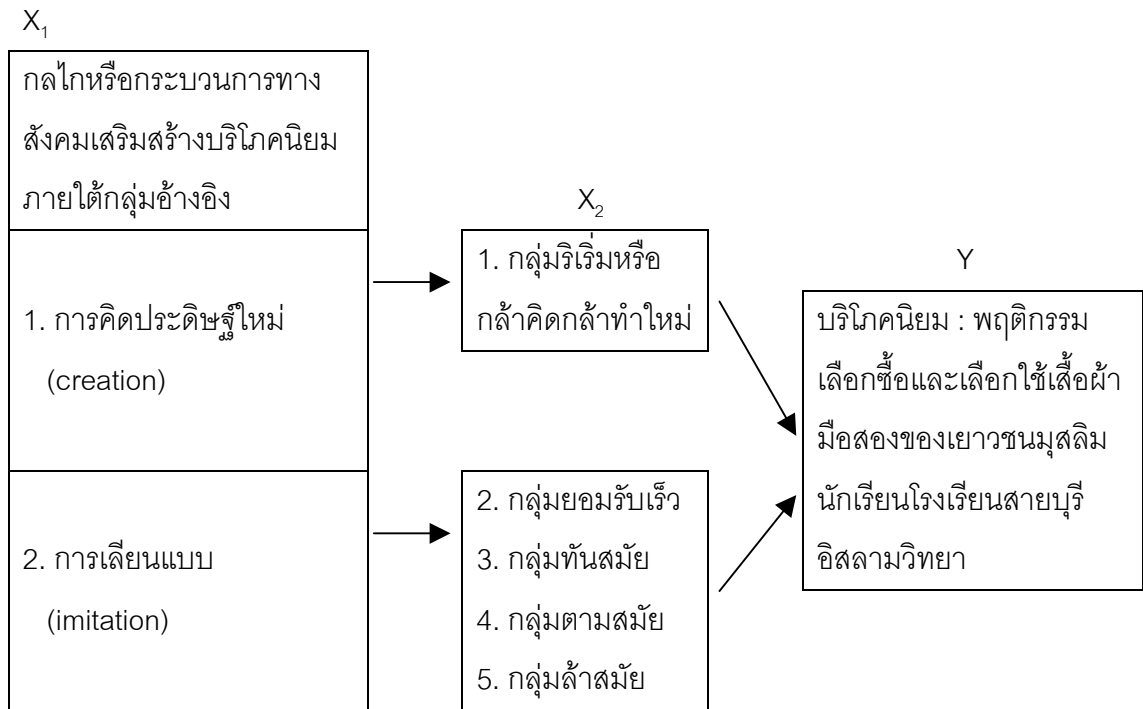 X₁
กลไกหรือกระบวนการทาง
สังคมเสริมสร้างบริโภคนิยม
ภายใต้กลุ่มอ้างอิง
1. การคิดประดิษฐ์ใหม่
(creation)
2. การเลียนแบบ
(imitation)
X₂
1. กลุ่มริเริ่มหรือ
กล้าคิดกล้าทำใหม่
2. กลุ่มยอมรับเร็ว
3. กลุ่มทันสมัย
4. กลุ่มตามสมัย
5. กลุ่มล้าสมัย
Y
บริโภคนิยม : พฤติกรรม
เลือกซื้อและเลือกใช้เสื้อผ้า
มือสองของเยาวชนมุสลิม
นักเรียนโรงเรียนสายบุรี
อิสลามวิทยา